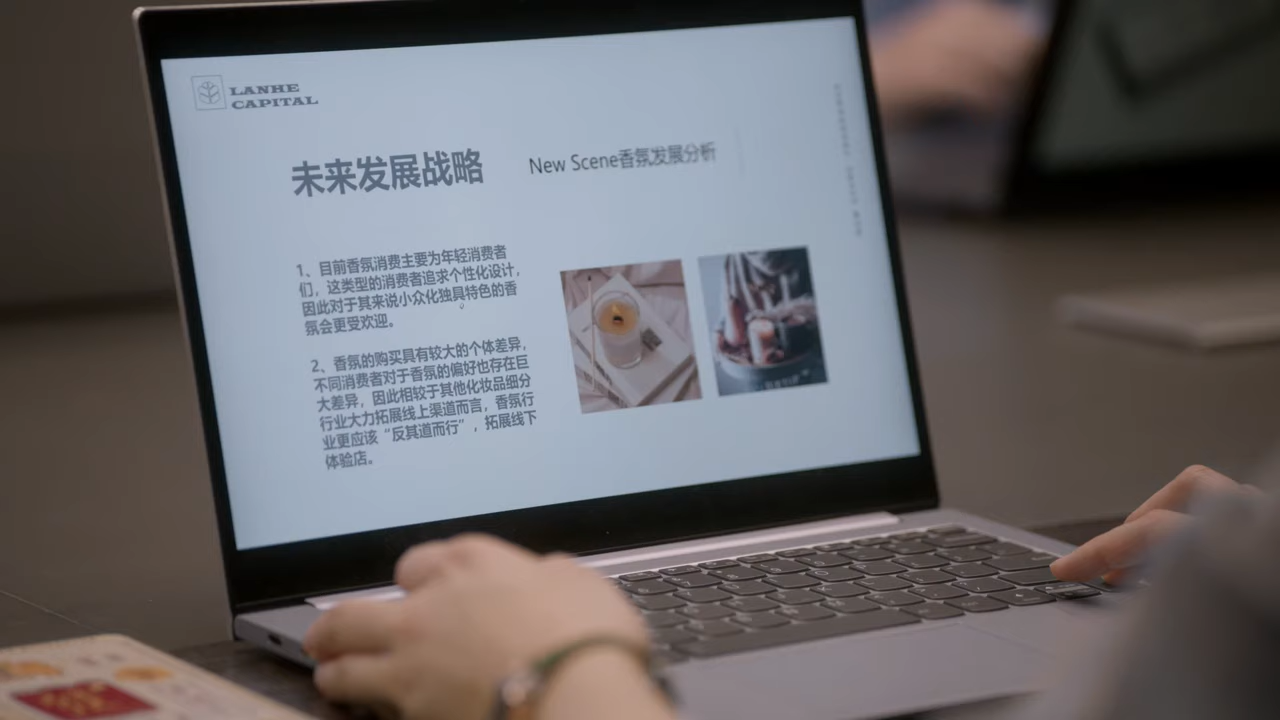 LANHE
CAPITAL
未来发展战略
New Scene香氛发展分析
1、目前香氛消费主要为年轻消费者
们，这类型的消费者追求个性化设计，
因此对于其来说小众化独具特色的香
氛会更受欢迎。
2、香氛的购买具有较大的个体差异，
不同消费者对于香氛的偏好也存在巨
大差异，因此相较于其他化妆品细分
行业大力拓展线上渠道而言，香氛行
业更应该“反其道而行”，拓展线下
体验店。